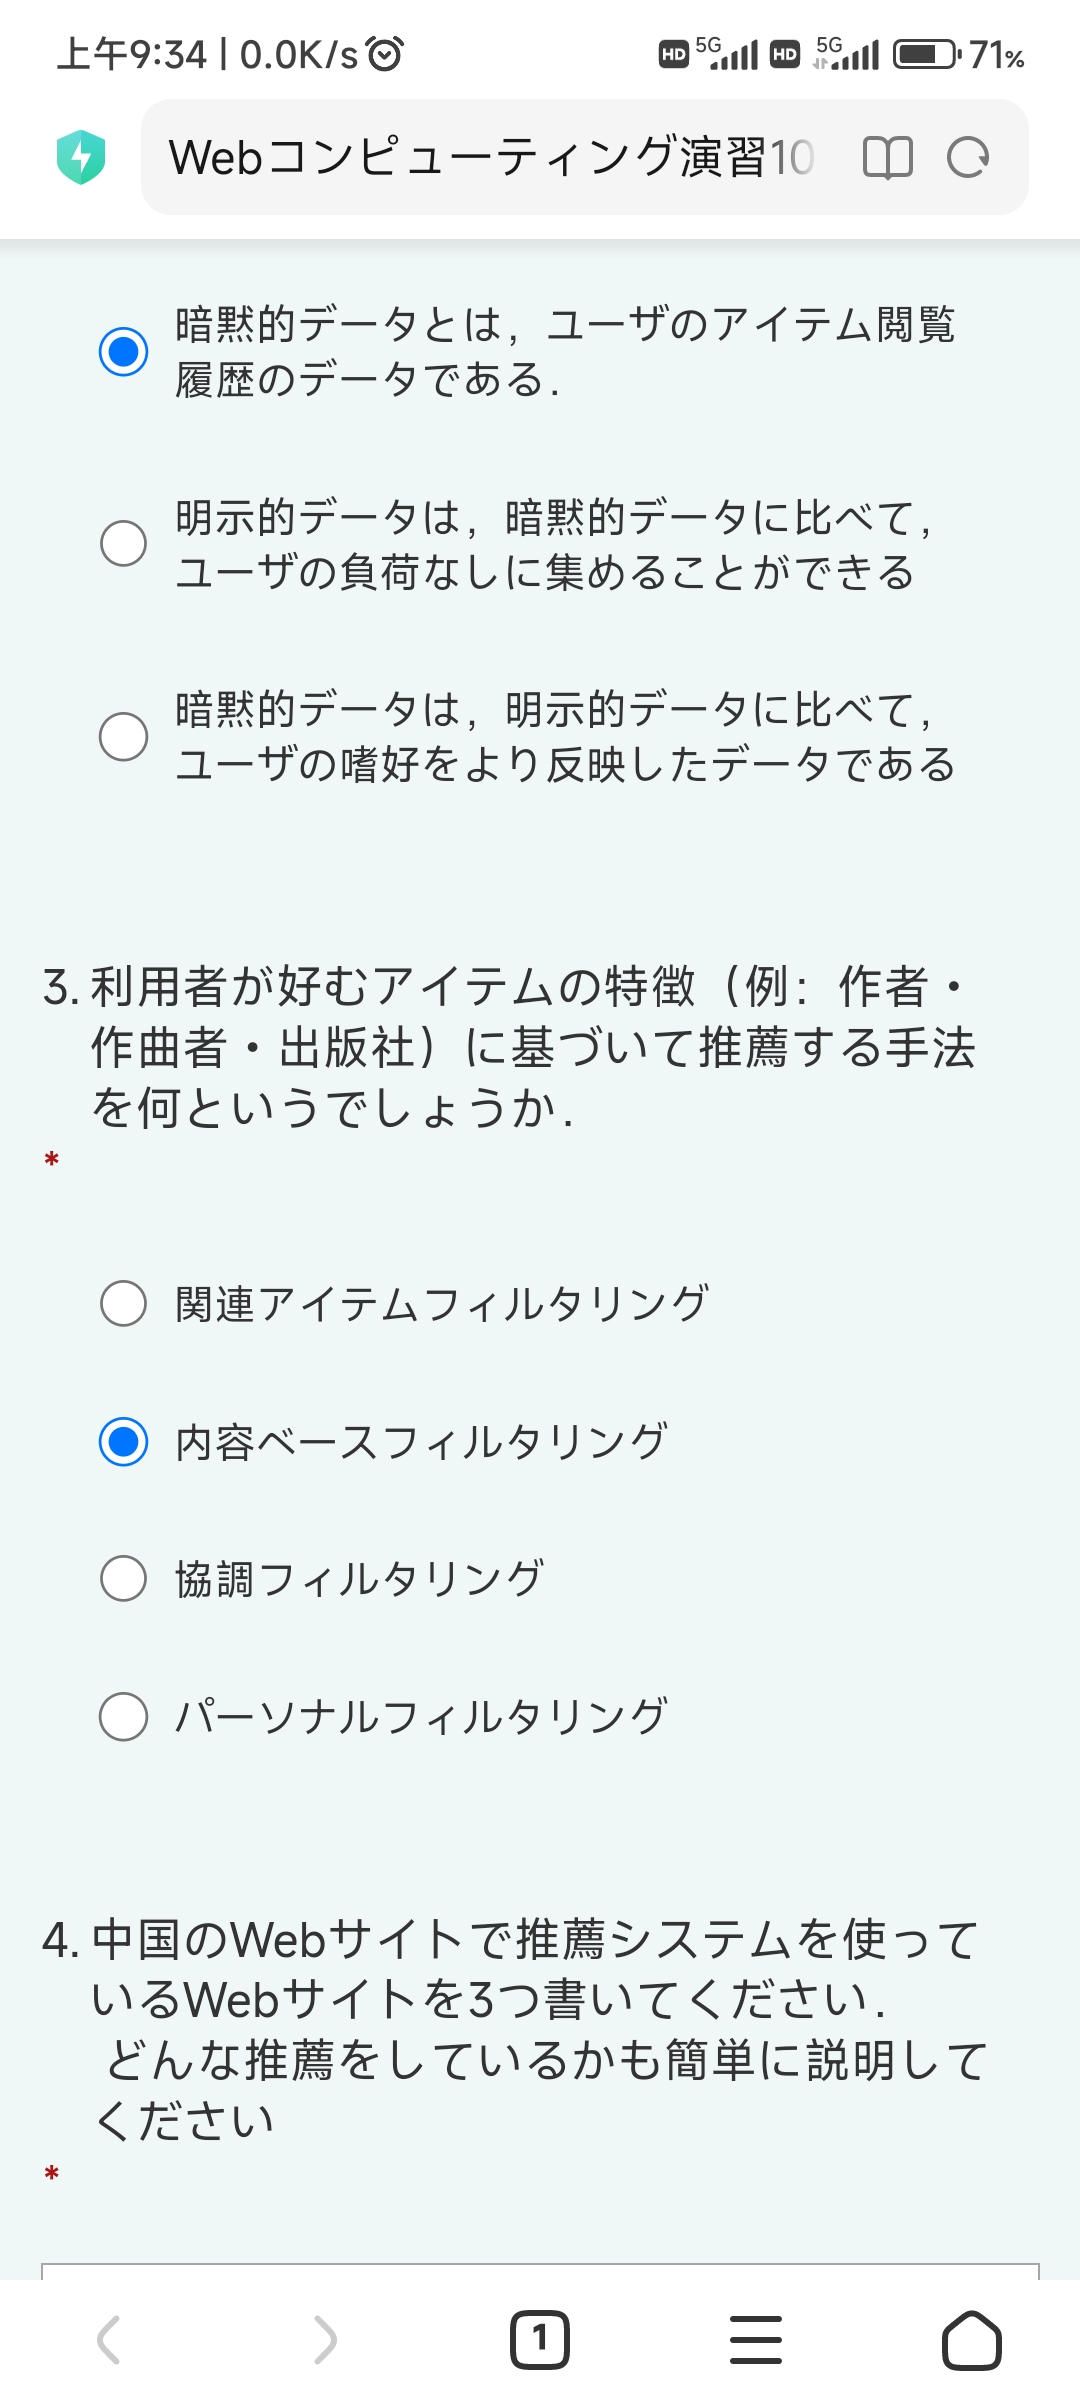 上午9:34 | 0.0K/s HD 5G HD 5G 71%
Webコンピューティング演習10
暗黙的データとは，ユーザのアイテム閲覧
履歴のデータである．
明示的データは，暗黙的データに比べて，
ユーザの負荷なしに集めることができる
暗黙的データは，明示的データに比べて，
ユーザの嗜好をより反映したデータである
3. 利用者が好むアイテムの特徴（例：作者・
作曲者・出版社）に基づいて推薦する手法
を何というでしょうか．
*
関連アイテムフィルタリング
内容ベースフィルタリング
協調フィルタリング
パーソナルフィルタリング
4. 中国のWebサイトで推薦システムを使って
いるWebサイトを3つ書いてください．
どんな推薦をしているかも簡単に説明して
ください
*
1